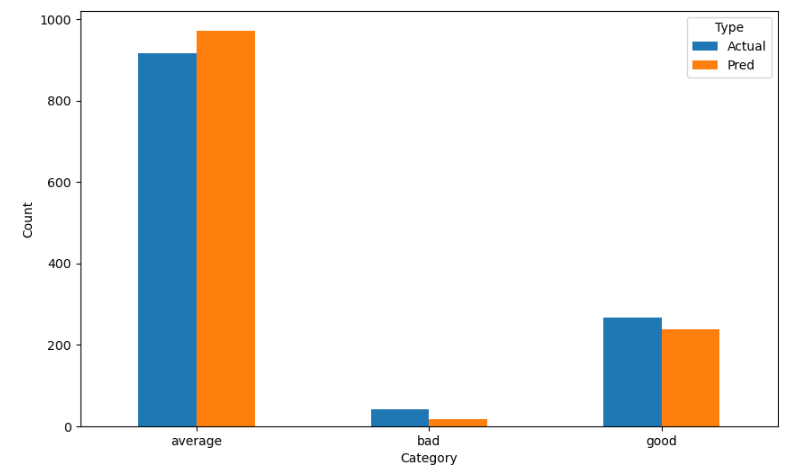 1000
800
600
400
200
0
Count
average
bad
good
Category
Type
Actual
Pred